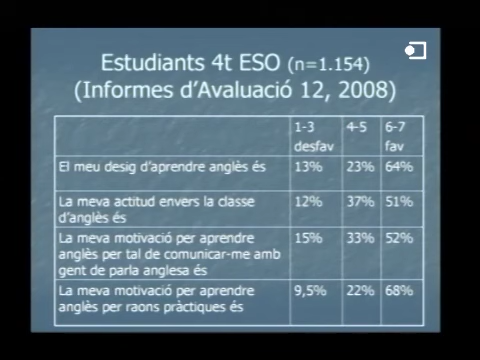 Estudiants 4t ESO (n=1.154)
(Informes d'Avaluació 12, 2008)
1-3 4-5 6-7
desfav fav
El meu desig d'aprendre anglès és 13% 23% 64%
La meva actitud envers la classe 12% 37% 51%
d'anglès és
La meva motivació per aprendre 15% 33% 52%
anglès per tal de comunicar-me amb
gent de parla anglesa és
La meva motivació per aprendre 9,5% 22% 68%
anglès per raons pràctiques és